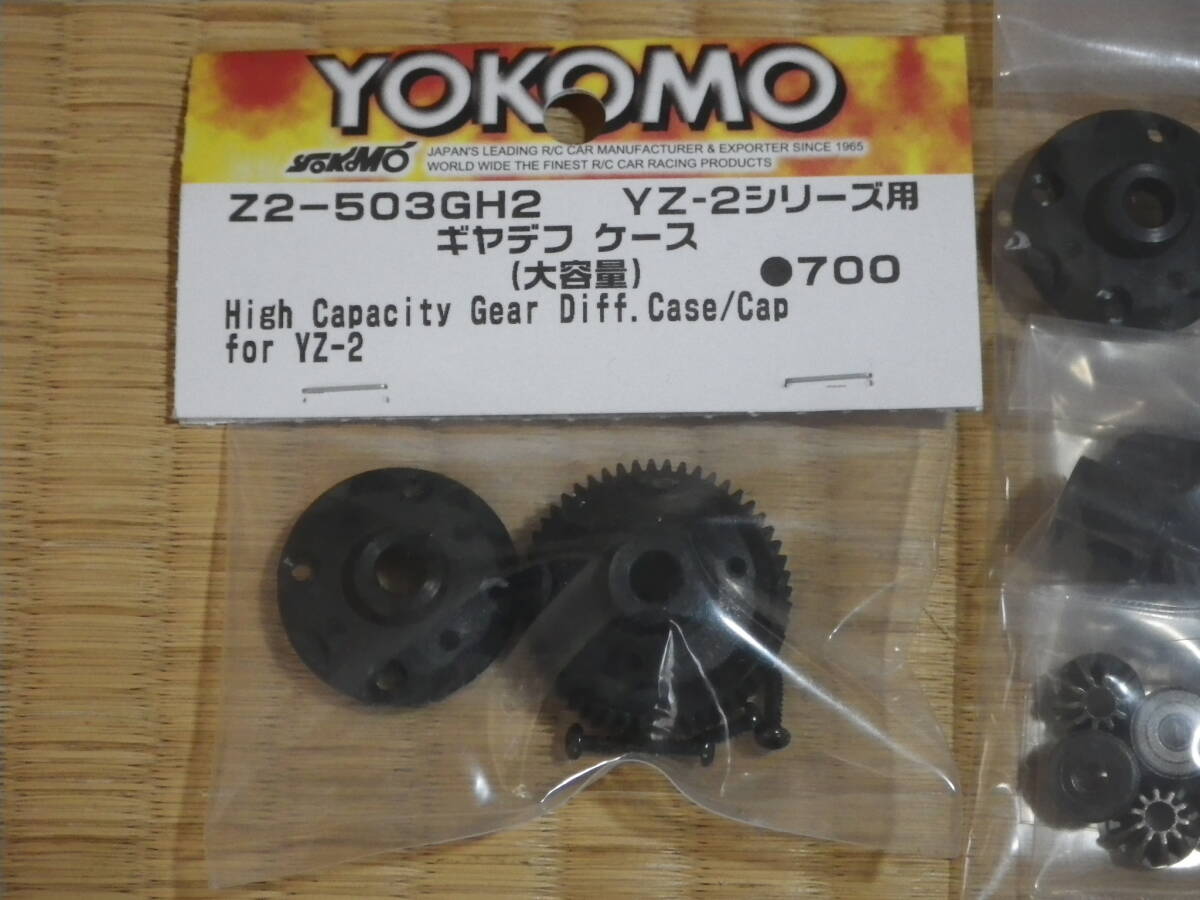 YOKOMO
YOKOMO JAPAN'S LEADING R/C CAR MANUFACTURER & EXPORTER SINCE 1965
WORLD WIDE THE FINEST R/C CAR RACING PRODUCTS
Z2-503GH2 YZ-2シリーズ用
ギヤデフ ケース
(大容量) ●700
High Capacity Gear Diff.Case/Cap
for YZ-2